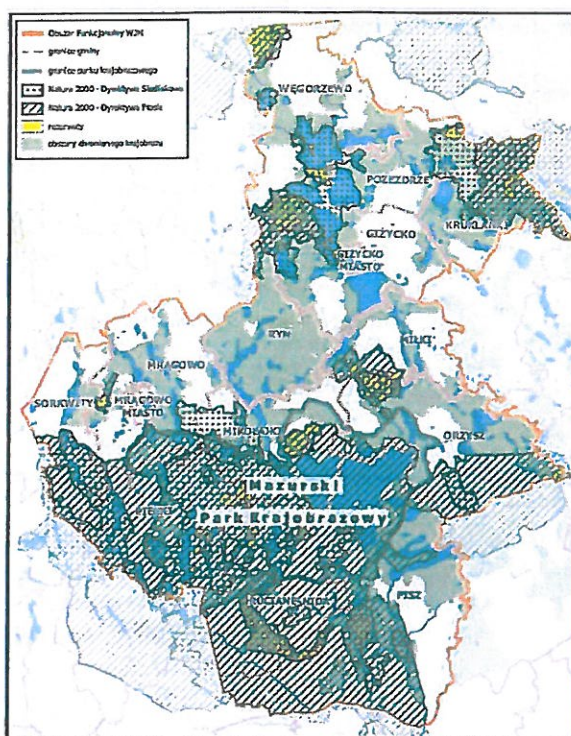 Obszar Funkcjonalny WJM
granice gminy
granice parku krajobrazowego
Natura 2000 - Dyrektywa Siedliskowa
Natura 2000 - Dyrektywa Ptasia
rezerwaty
obszary chronionego krajobrazu
WĘGORZEWO
POZEZDRZE
KRUKLANKI
GIŻYCKO
GIŻYCKO
MIASTO
RYN
MIŁKI
MRĄGOWO
SORKWITY
MRĄGOWO
MIASTO
MIKOŁAJKI
ORZYSZ
Mazurski
PIECKI
Park Krajobrazowy
RUCIANE-NIDA
PISZ